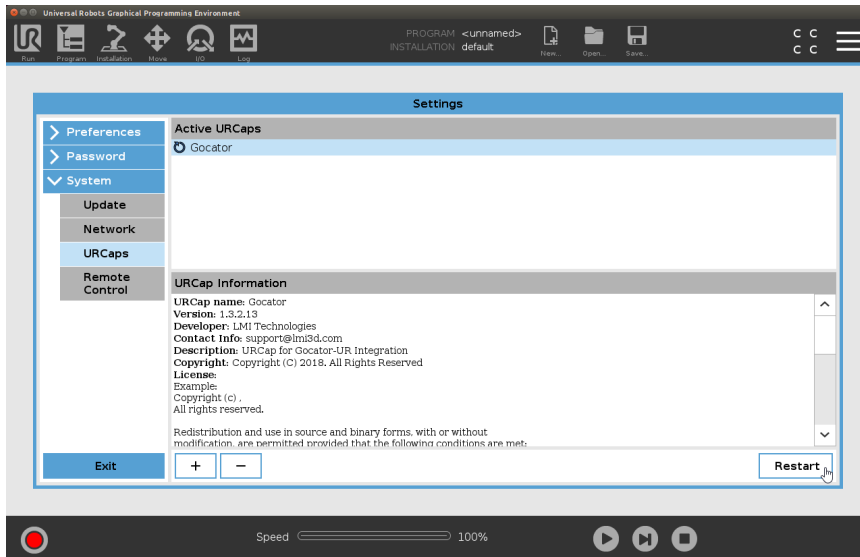 Universal Robots Graphical Programming Environment
UR
Run
Program
Installation
Move
I/O
Log
PROGRAM <unnamed>
INSTALLATION default
New...
Open...
Save...
C C
C C
Settings
Preferences
Password
System
Update
Network
URCaps
Remote
Control
Exit
Active URCaps
Gocator
URCap Information
URCap name: Gocator
Version: 1.3.2.13
Developer: LMI Technologies
Contact Info: support@lmi3d.com
Description: URCap for Gocator-UR Integration
Copyright: Copyright (C) 2018. All Rights Reserved
License:
Example:
Copyright (c) ,
All rights reserved.
Redistribution and use in source and binary forms, with or without
modification, are permitted provided that the following conditions are met:
+
−
Restart
Speed
100%